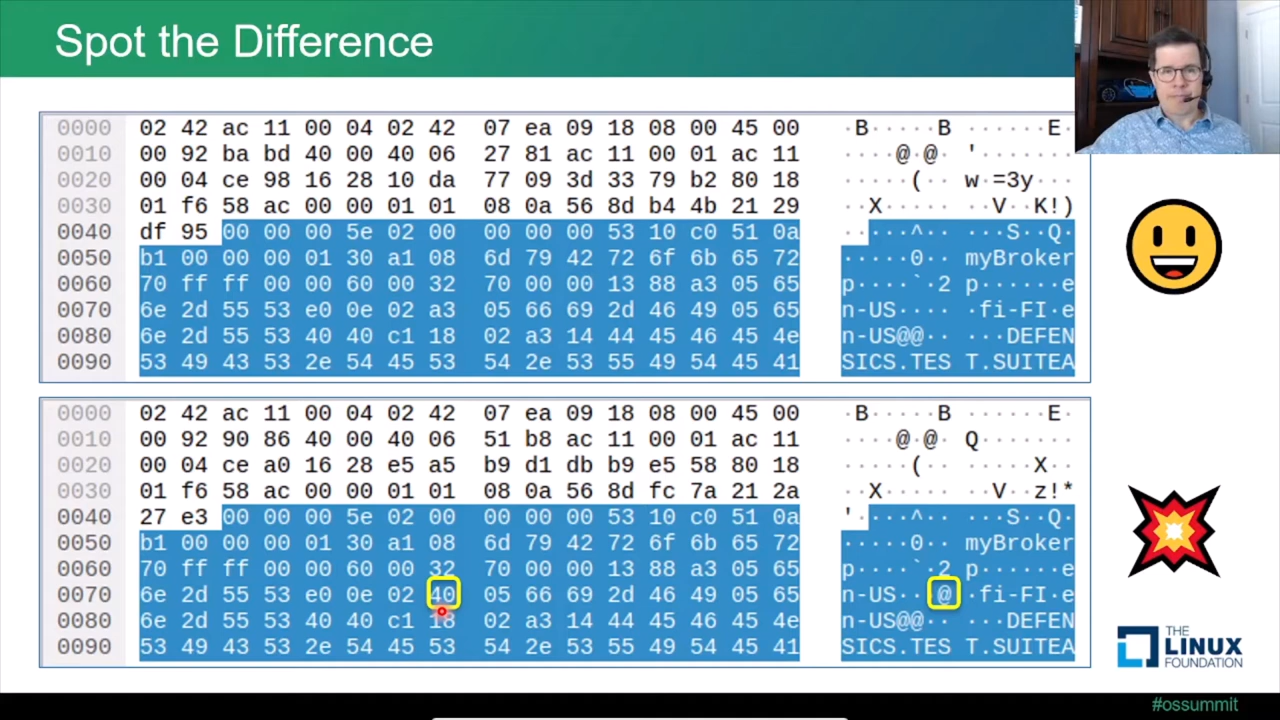 Spot the Difference
0000 02 42 ac 11 00 04 02 42 07 ea 09 18 08 00 45 00 ·B·····B ······E·
0010 00 92 ba bd 40 00 40 06 27 81 ac 11 00 01 ac 11 ····@·@· '·······
0020 00 04 ce 98 16 28 10 da 77 09 3d 33 79 b2 80 18 ·····(·· w·=3y···
0030 01 f6 58 ac 00 00 01 01 08 0a 56 8d b4 4b 21 29 ··X····· ··V··K!)
0040 df 95 00 00 00 5e 02 00 00 00 00 53 10 c0 51 0a ·····^·· ···S··Q·
0050 b1 00 00 00 01 30 a1 08 6d 79 42 72 6f 6b 65 72 ·····0·· myBroker
0060 70 ff ff 00 00 60 00 32 70 00 00 13 88 a3 05 65 p····`·2 p······e
0070 6e 2d 55 53 e0 0e 02 a3 05 66 69 2d 46 49 05 65 n-US···· ·fi-FI·e
0080 6e 2d 55 53 40 40 c1 18 02 a3 14 44 45 46 45 4e n-US@@·· ···DEFEN
0090 53 49 43 53 2e 54 45 53 54 2e 53 55 49 54 45 41 SICS.TES T.SUITEA
0000 02 42 ac 11 00 04 02 42 07 ea 09 18 08 00 45 00 ·B·····B ······E·
0010 00 92 90 86 40 00 40 06 51 b8 ac 11 00 01 ac 11 ····@·@· Q·······
0020 00 04 ce a0 16 28 e5 a5 b9 d1 db b9 e5 58 80 18 ·····(·· ·····X··
0030 01 f6 58 ac 00 00 01 01 08 0a 56 8d fc 7a 21 2a ··X····· ··V··z!*
0040 27 e3 00 00 00 5e 02 00 00 00 00 53 10 c0 51 0a '····^·· ···S··Q·
0050 b1 00 00 00 01 30 a1 08 6d 79 42 72 6f 6b 65 72 ·····0·· myBroker
0060 70 ff ff 00 00 60 00 32 70 00 00 13 88 a3 05 65 p····`·2 p······e
0070 6e 2d 55 53 e0 0e 02 40 05 66 69 2d 46 49 05 65 n-US···@ ·fi-FI·e
0080 6e 2d 55 53 40 40 c1 18 02 a3 14 44 45 46 45 4e n-US@@·· ···DEFEN
0090 53 49 43 53 2e 54 45 53 54 2e 53 55 49 54 45 41 SICS.TES T.SUITEA
THE
LINUX
FOUNDATION
#ossummit